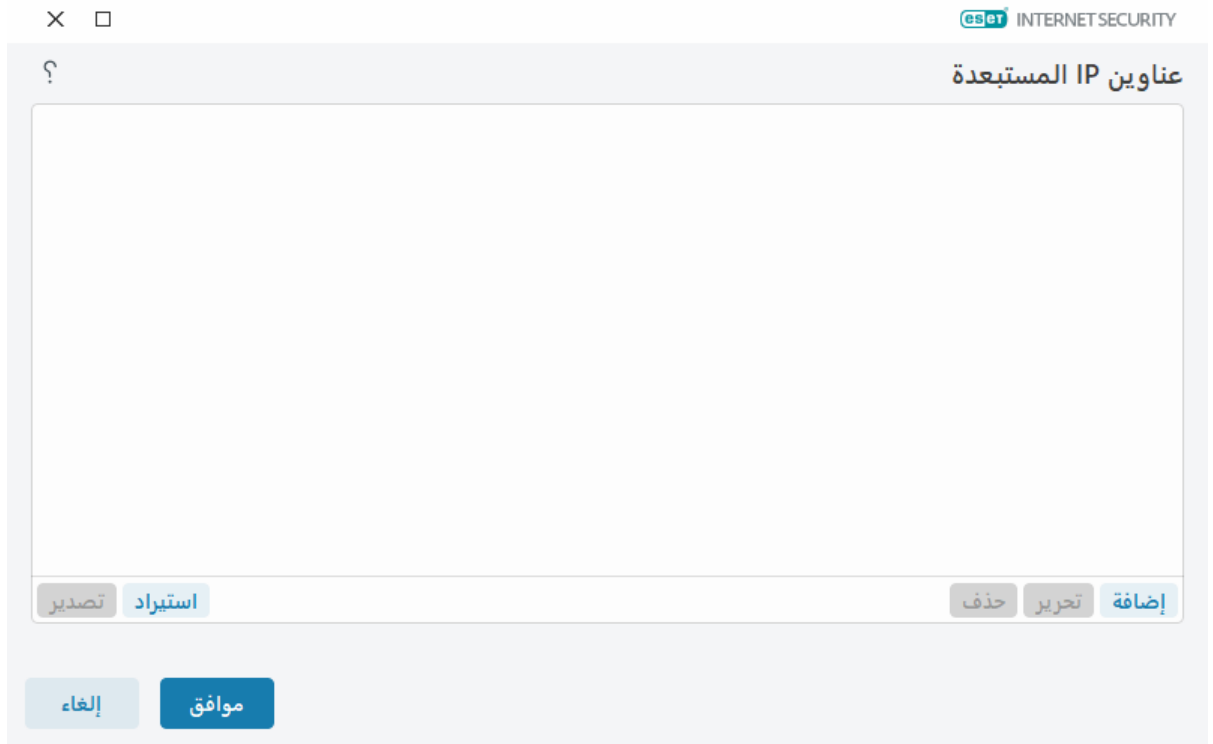 eset INTERNET SECURITY
عناوين IP المستبعدة ؟
إضافة تحرير حذف استيراد تصدير
موافق إلغاء